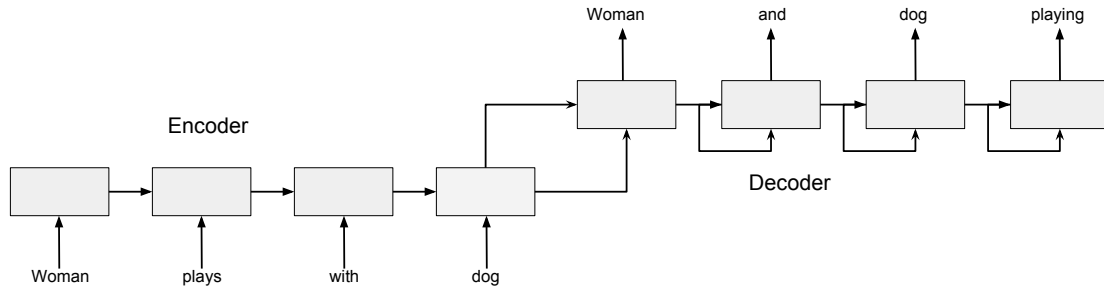 Woman and dog playing
Encoder
Decoder
Woman plays with dog